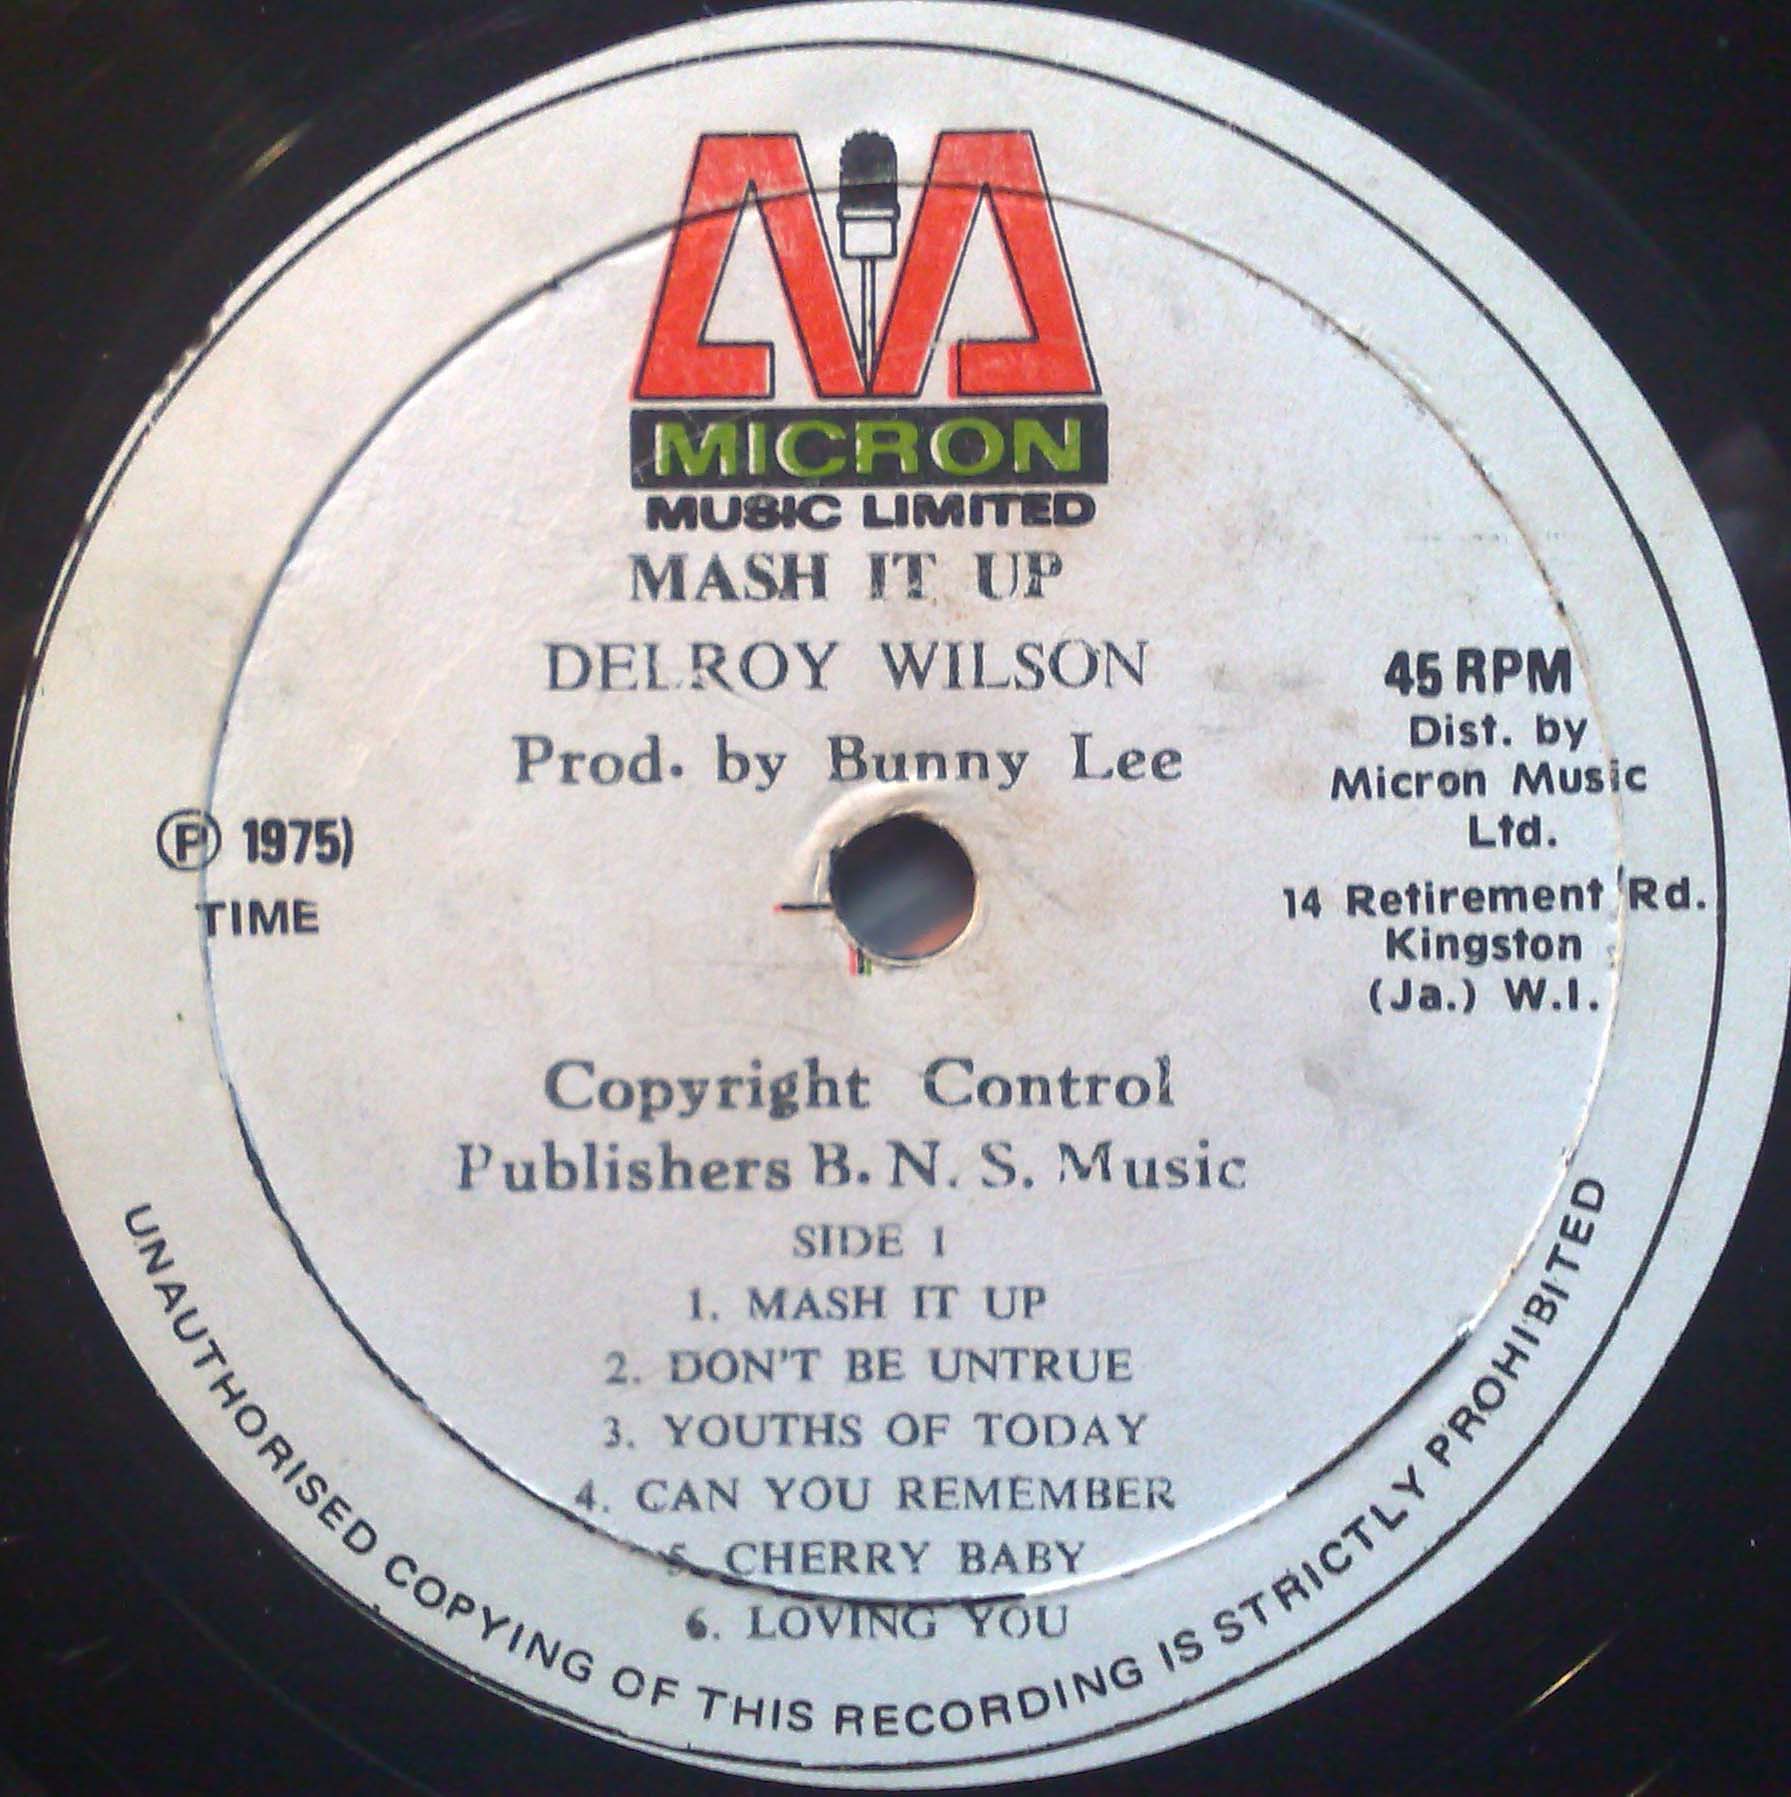 MICRON
MUSIC LIMITED
MASH IT UP
DELROY WILSON
Prod. by Bunny Lee
45 RPM
Dist. by
Micron Music
Ltd.
14 Retirement Rd.
Kingston
(Ja.) W.I.
Ⓟ 1975)
TIME
Copyright Control
Publishers B. N. S. Music
SIDE 1
1. MASH IT UP
2. DON'T BE UNTRUE
3. YOUTHS OF TODAY
4. CAN YOU REMEMBER
5. CHERRY BABY
6. LOVING YOU
UNAUTHORISED COPYING OF THIS RECORDING IS STRICTLY PROHIBITED